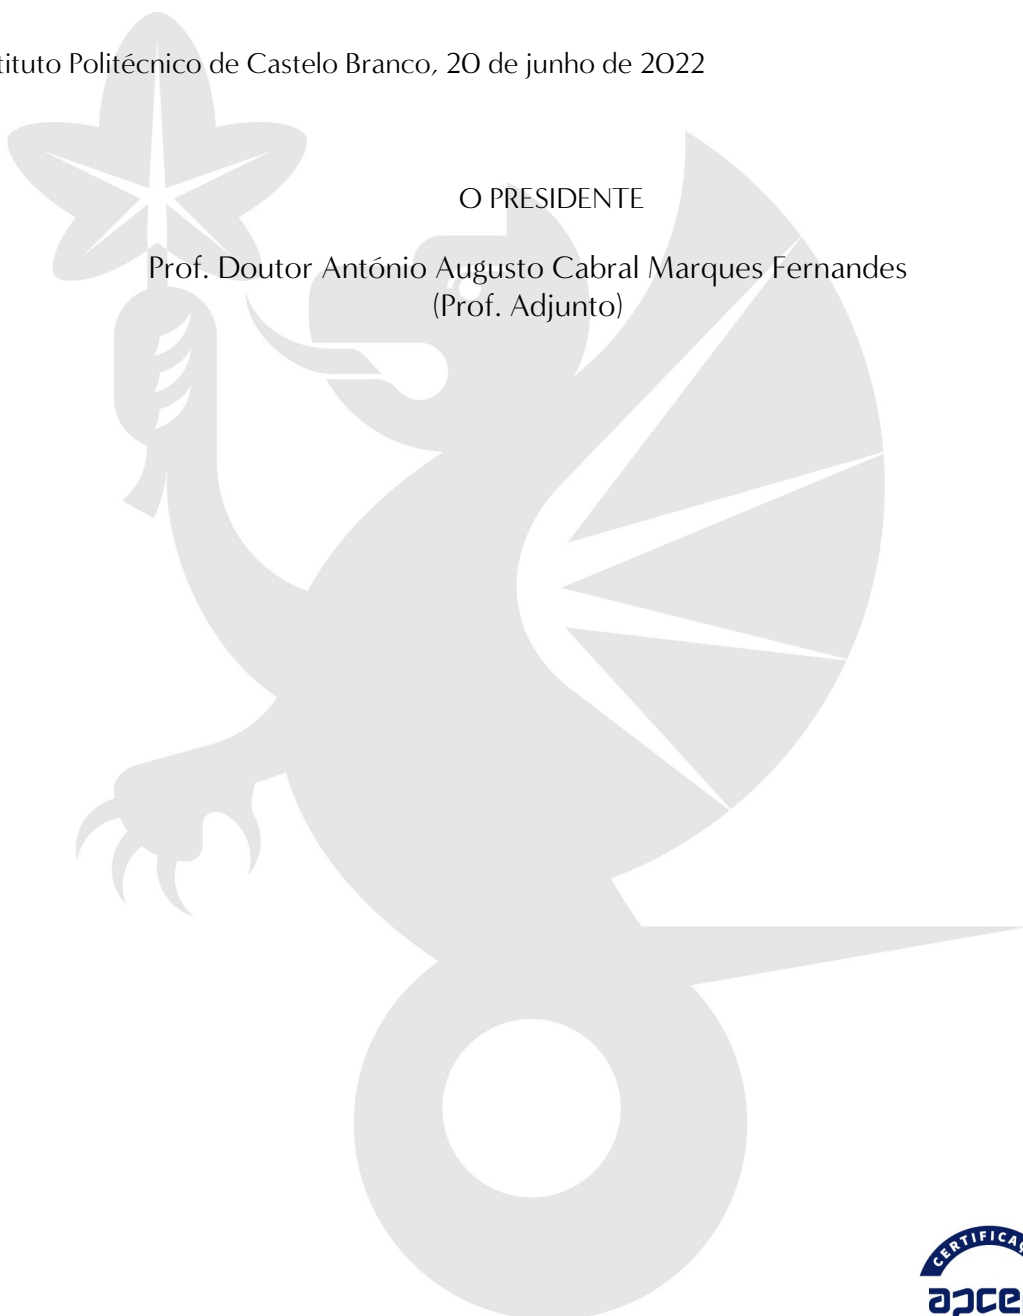 tituto Politécnico de Castelo Branco, 20 de junho de 2022
O PRESIDENTE
Prof. Doutor António Augusto Cabral Marques Fernandes
(Prof. Adjunto)